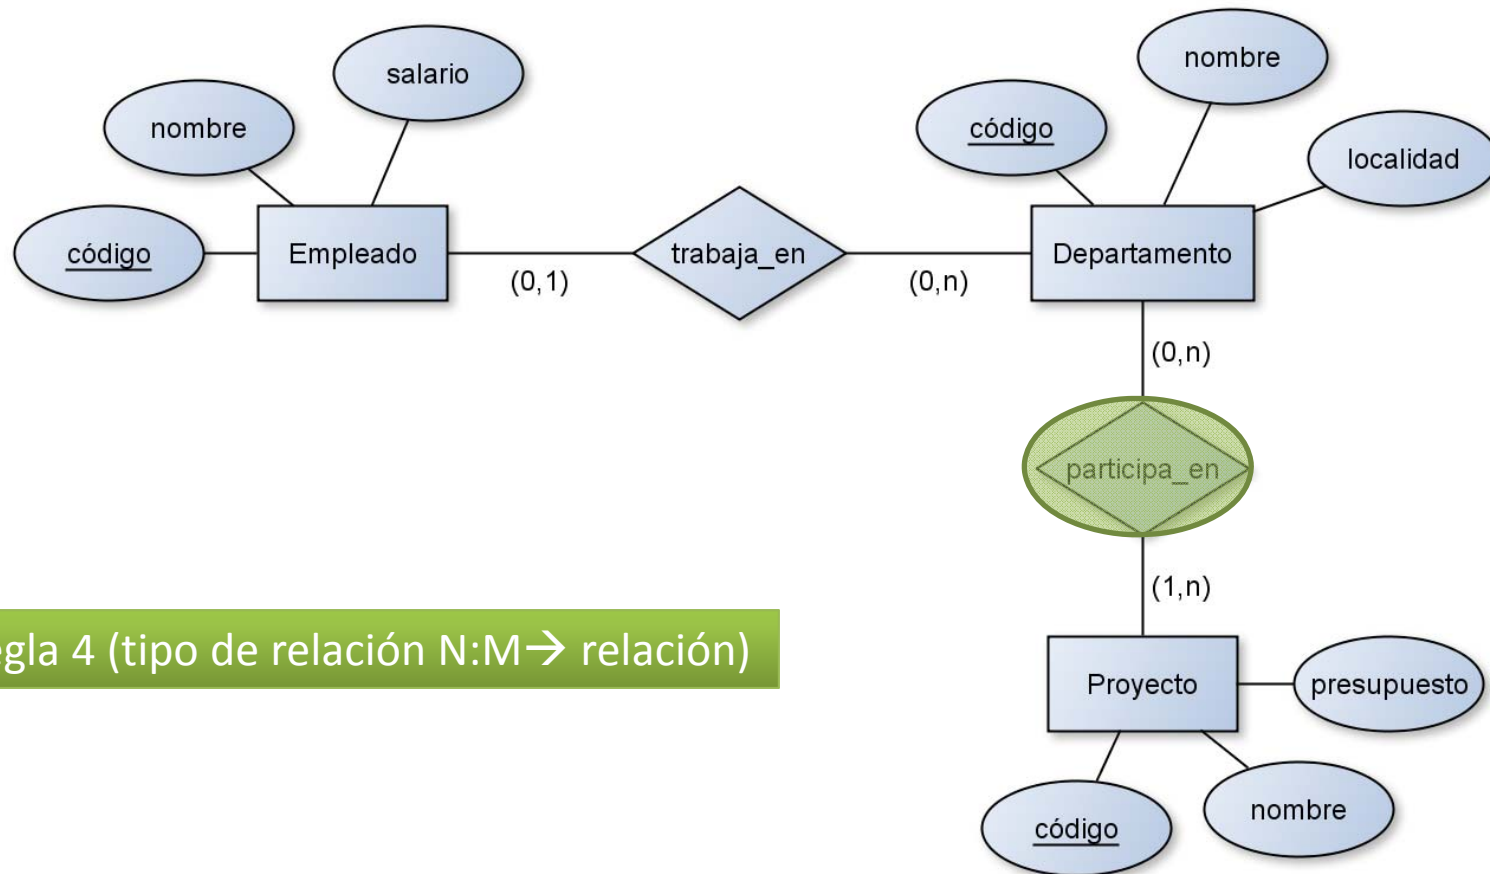 salario
nombre
código
Empleado
(0,1)
trabaja_en
(0,n)
nombre
código
localidad
Departamento
(0,n)
participa_en
(1,n)
egla 4 (tipo de relación N:M→ relación)
Proyecto
presupuesto
código
nombre